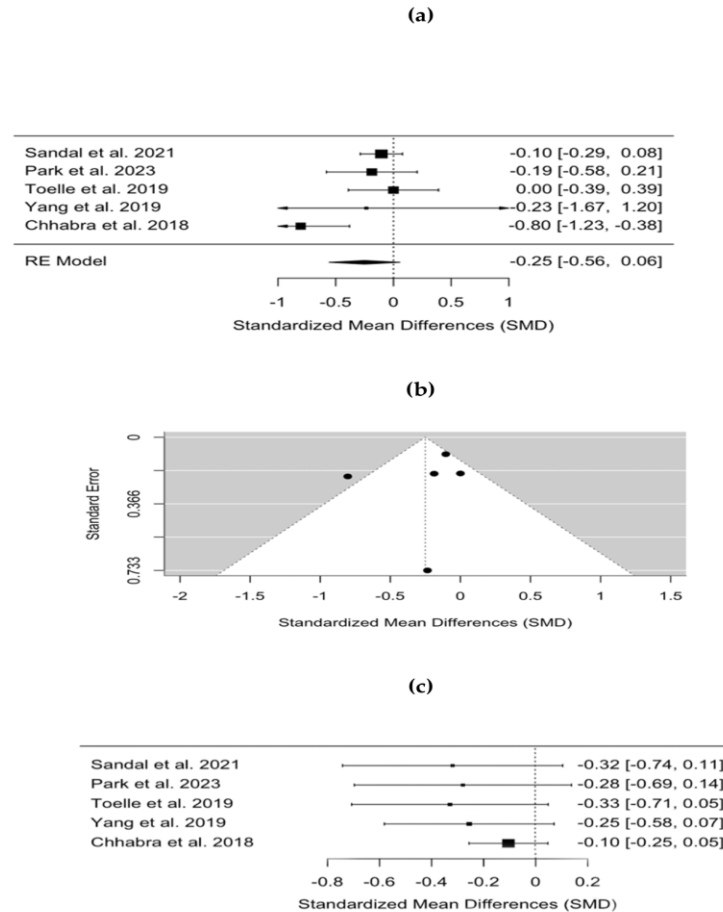 (a)
Sandal et al. 2021 -0.10 [-0.29, 0.08]
Park et al. 2023 -0.19 [-0.58, 0.21]
Toelle et al. 2019 0.00 [-0.39, 0.39]
Yang et al. 2019 -0.23 [-1.67, 1.20]
Chhabra et al. 2018 -0.80 [-1.23, -0.38]
RE Model -0.25 [-0.56, 0.06]
-1 -0.5 0 0.5 1
Standardized Mean Differences (SMD)
(b)
Standard Error
0
0.366
0.733
-2 -1.5 -1 -0.5 0 0.5 1 1.5
Standardized Mean Differences (SMD)
(c)
Sandal et al. 2021 -0.32 [-0.74, 0.11]
Park et al. 2023 -0.28 [-0.69, 0.14]
Toelle et al. 2019 -0.33 [-0.71, 0.05]
Yang et al. 2019 -0.25 [-0.58, 0.07]
Chhabra et al. 2018 -0.10 [-0.25, 0.05]
-0.8 -0.6 -0.4 -0.2 0 0.2
Standardized Mean Differences (SMD)